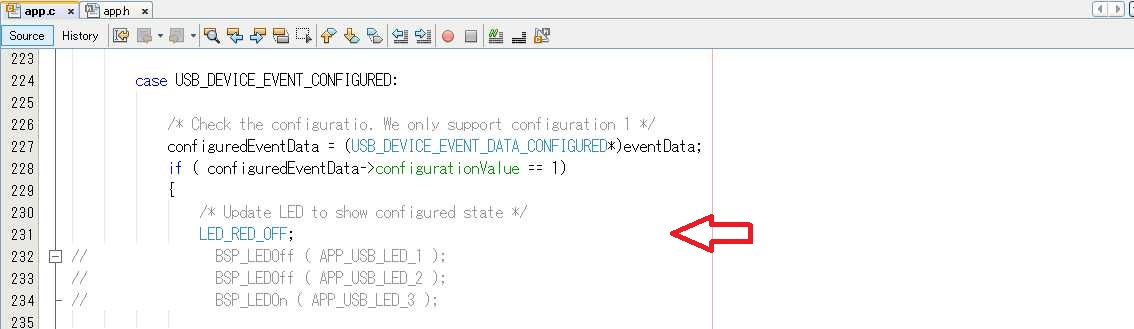 app.c app.h
Source History
223
224 case USB_DEVICE_EVENT_CONFIGURED:
225
226 /* Check the configuratio. We only support configuration 1 */
227 configuredEventData = (USB_DEVICE_EVENT_DATA_CONFIGURED*)eventData;
228 if ( configuredEventData->configurationValue == 1)
229 {
230 /* Update LED to show configured state */
231 LED_RED_OFF;
232 // BSP_LEDOff ( APP_USB_LED_1 );
233 // BSP_LEDOff ( APP_USB_LED_2 );
234 // BSP_LEDOn ( APP_USB_LED_3 );
235